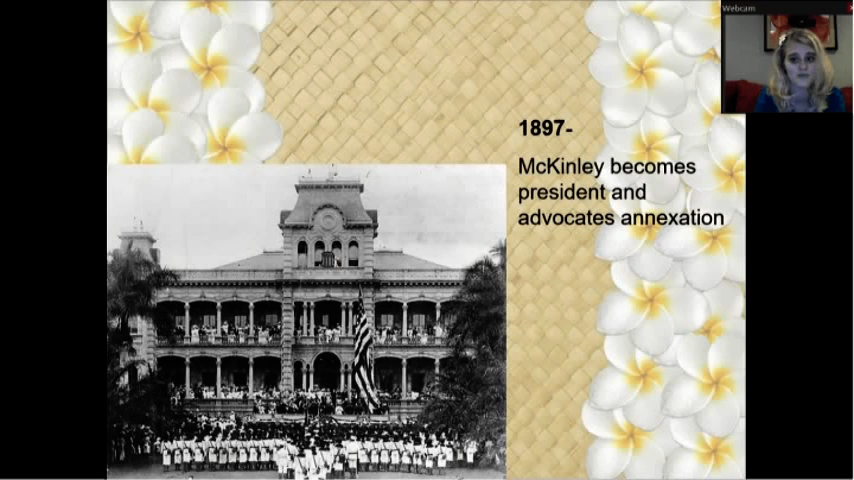 Webcam
1897-
McKinley becomes
president and
advocates annexation